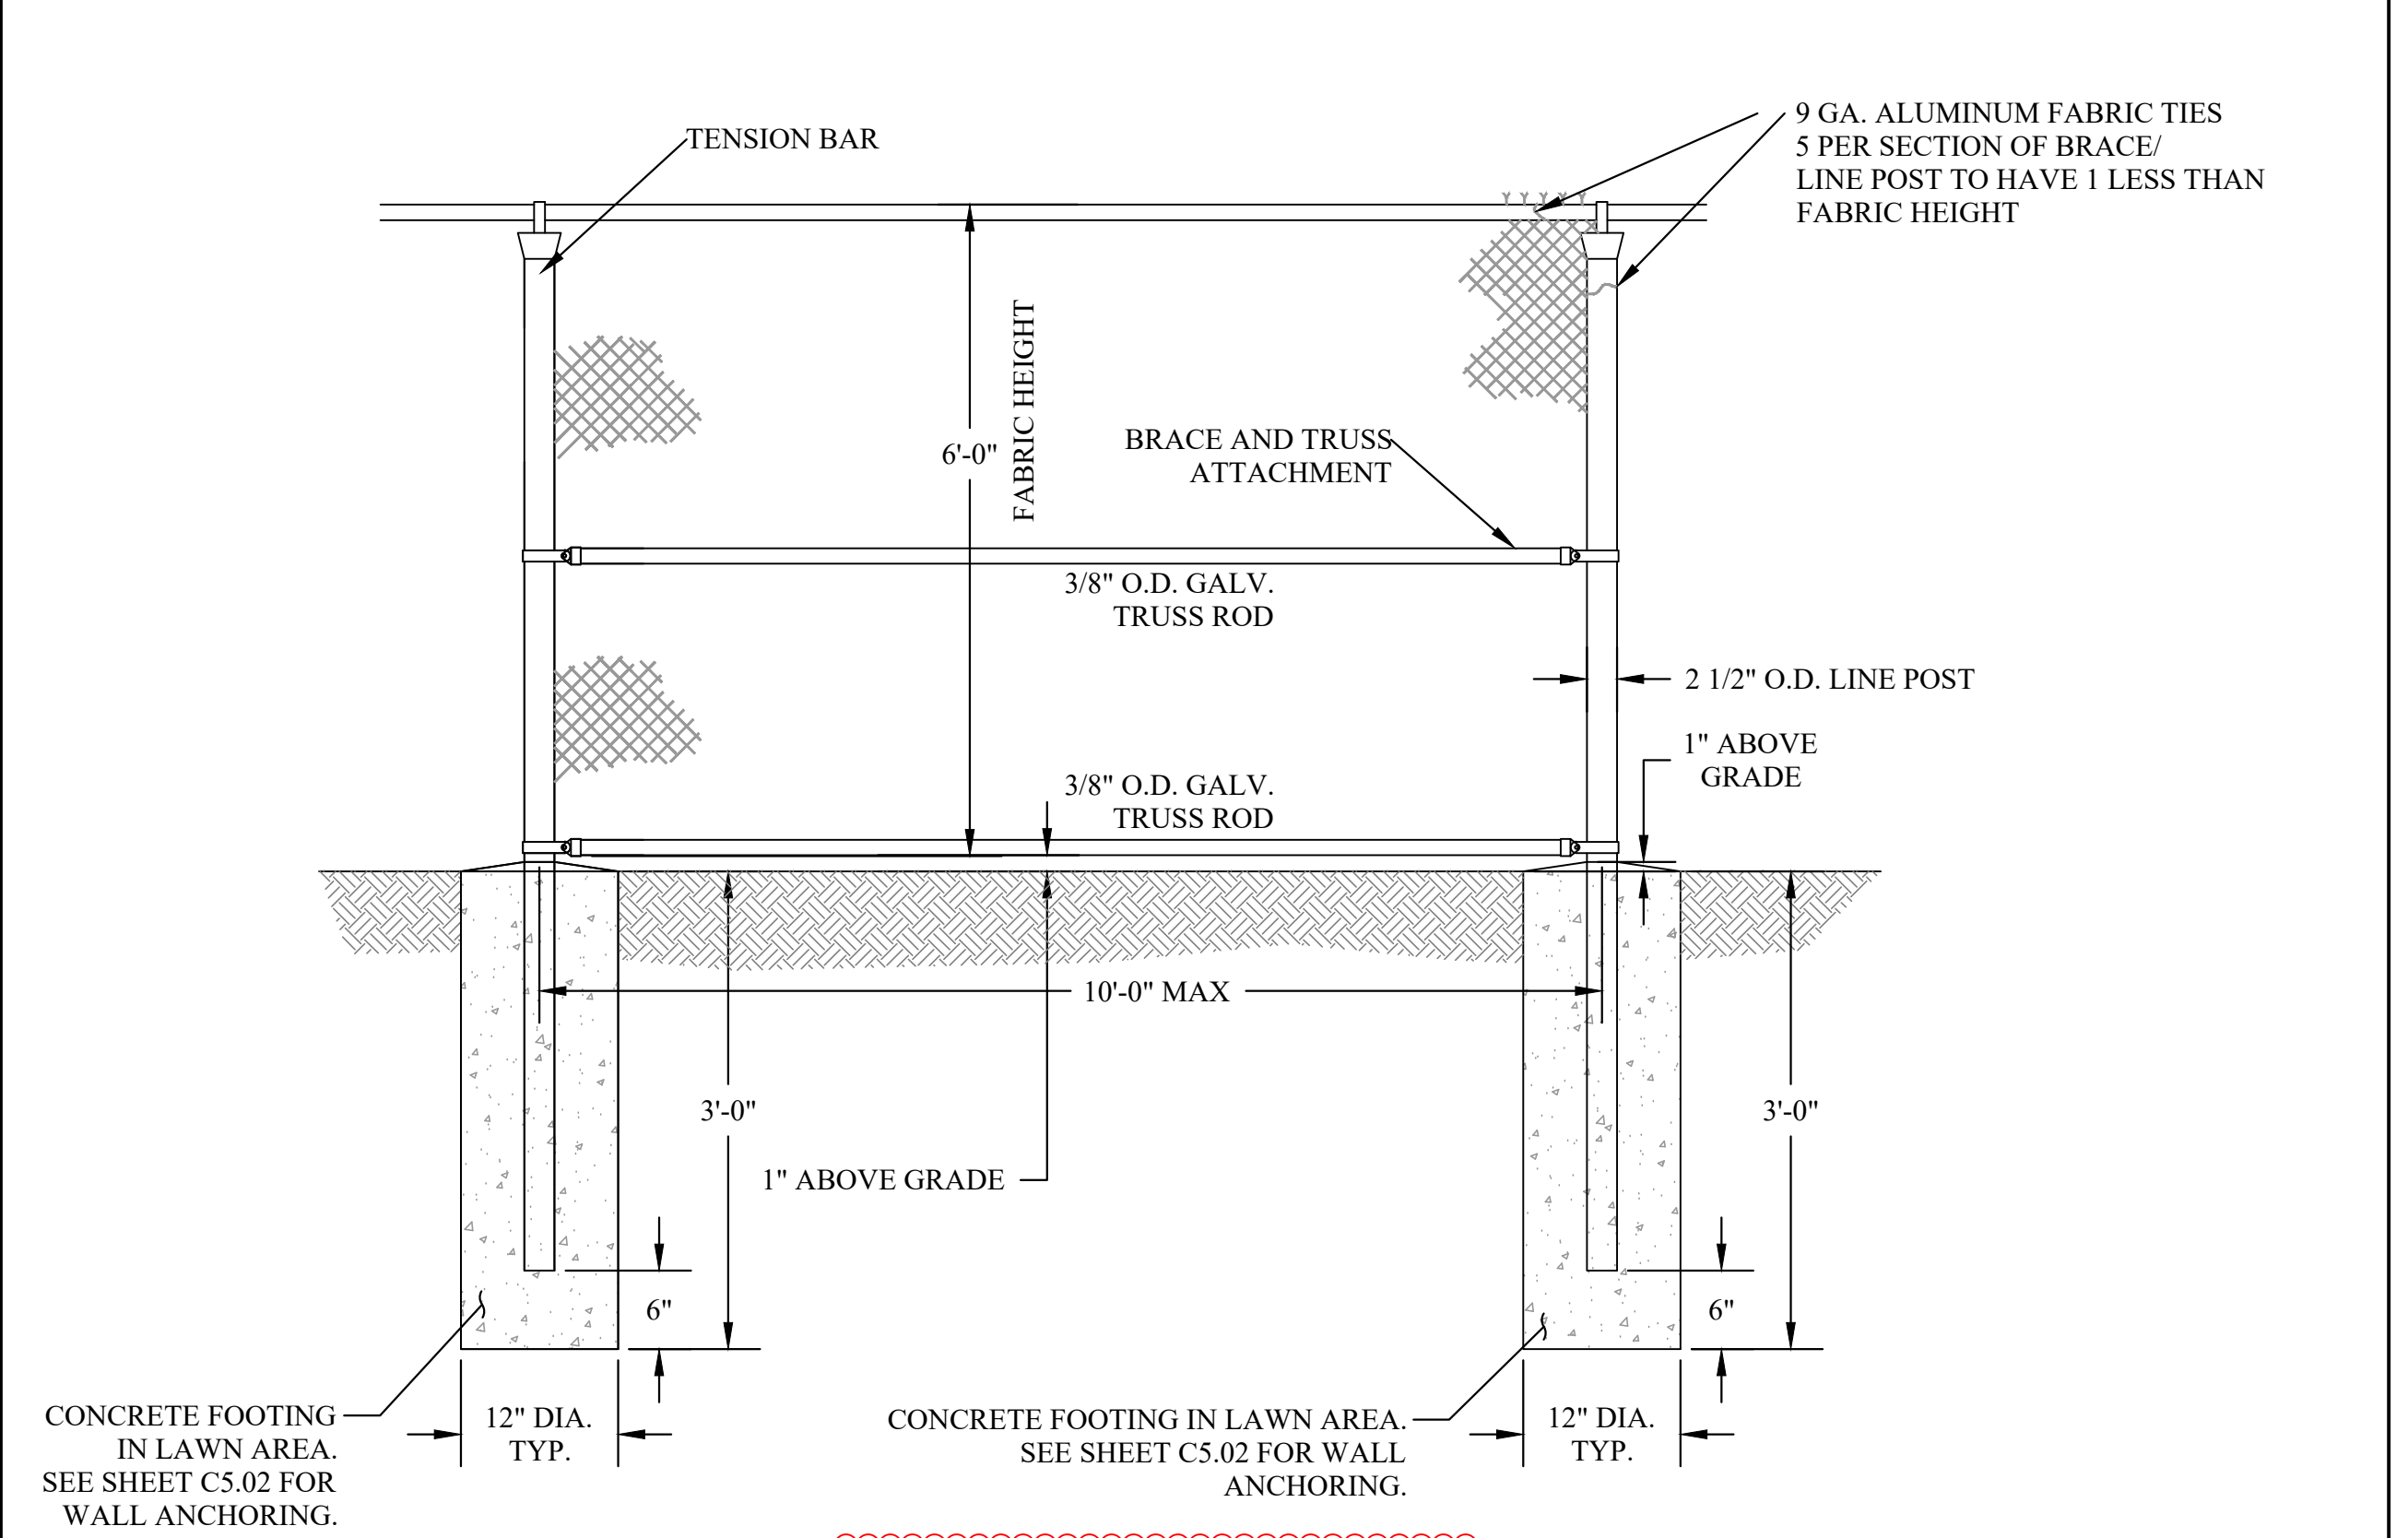 TENSION BAR
9 GA. ALUMINUM FABRIC TIES
5 PER SECTION OF BRACE/
LINE POST TO HAVE 1 LESS THAN
FABRIC HEIGHT
6'-0"
FABRIC HEIGHT
BRACE AND TRUSS
ATTACHMENT
3/8" O.D. GALV.
TRUSS ROD
2 1/2" O.D. LINE POST
1" ABOVE
GRADE
3/8" O.D. GALV.
TRUSS ROD
10'-0" MAX
3'-0"
3'-0"
1" ABOVE GRADE
6"
6"
CONCRETE FOOTING
IN LAWN AREA.
SEE SHEET C5.02 FOR
WALL ANCHORING.
12" DIA.
TYP.
CONCRETE FOOTING IN LAWN AREA.
SEE SHEET C5.02 FOR WALL
ANCHORING.
12" DIA.
TYP.